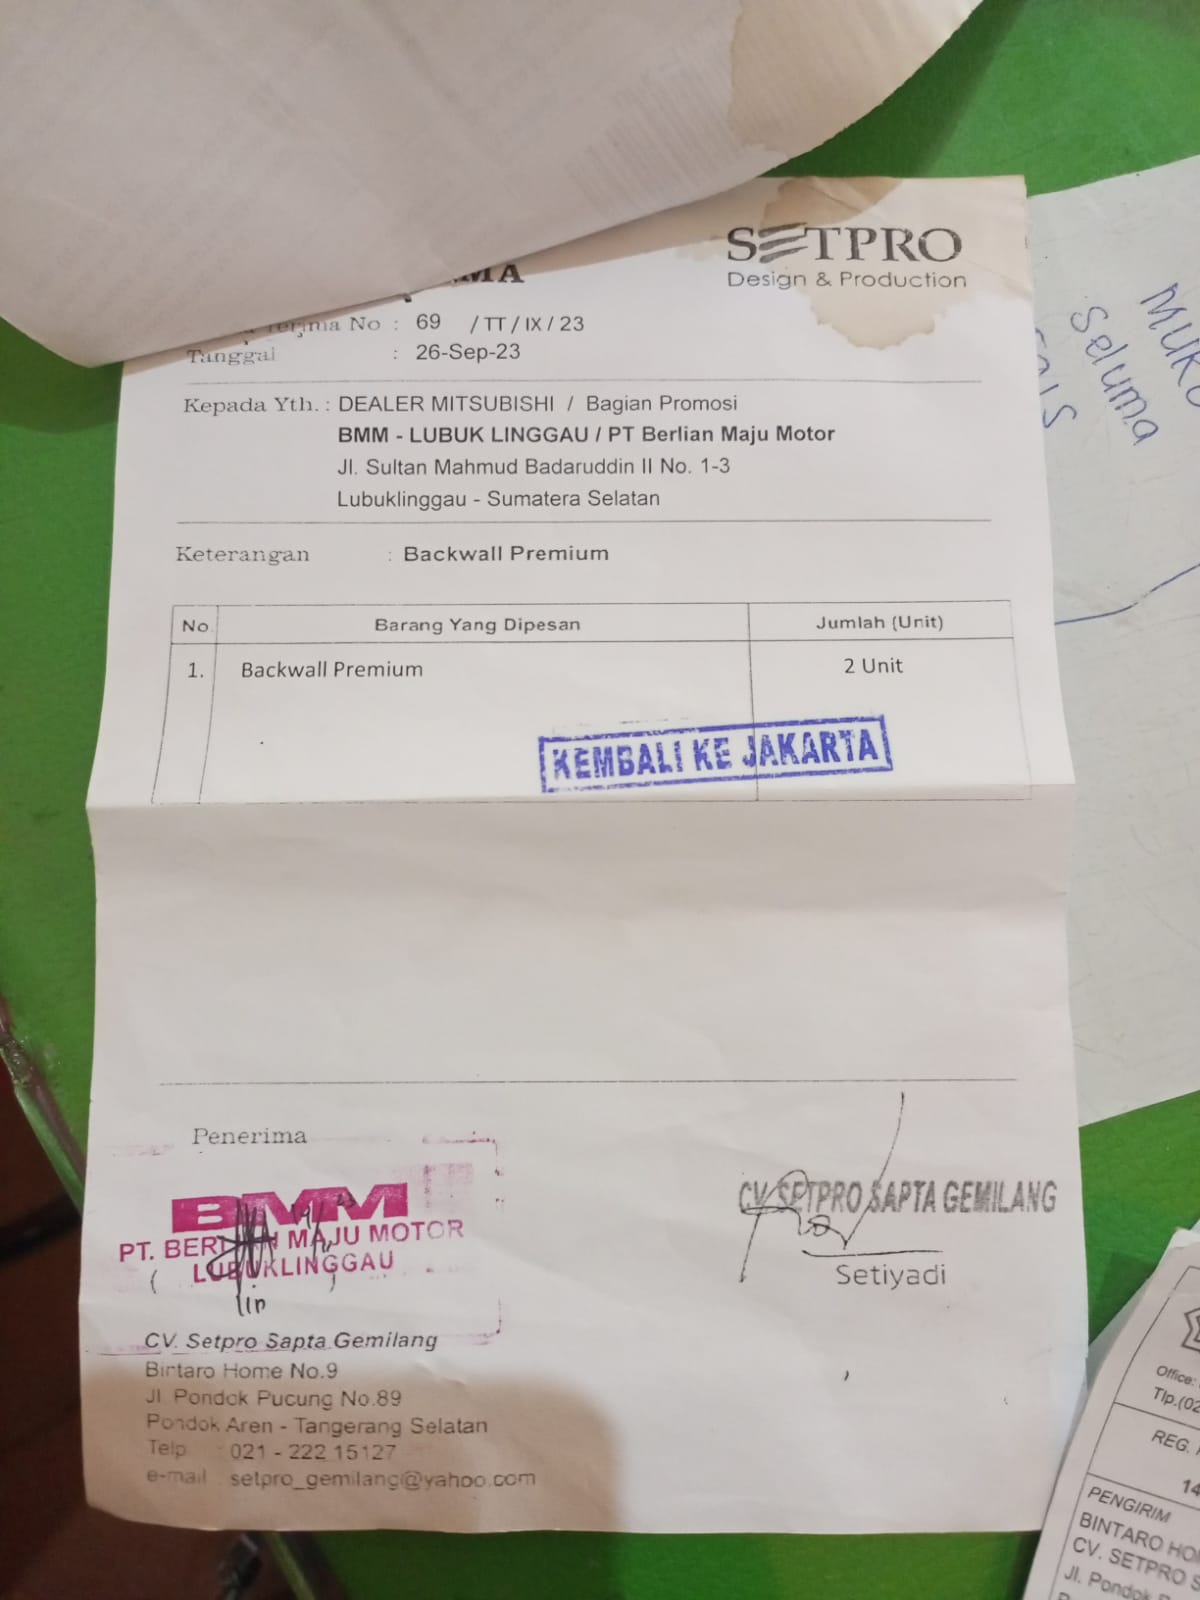 SETPRO
Design & Production
MA
Terima No : 69 / TT / IX / 23
Tanggal : 26-Sep-23
Kepada Yth. : DEALER MITSUBISHI / Bagian Promosi
BMM - LUBUK LINGGAU / PT Berlian Maju Motor
Jl. Sultan Mahmud Badaruddin II No. 1-3
Lubuklinggau - Sumatera Selatan
Keterangan : Backwall Premium
No. Barang Yang Dipesan Jumlah (Unit)
1. Backwall Premium 2 Unit
KEMBALI KE JAKARTA
Penerima
BMM
PT. BERLIAN MAJU MOTOR
LUBUKLINGGAU
( )
CV. SETPRO SAPTA GEMILANG
Setiyadi
CV. Setpro Sapta Gemilang
Bintaro Home No.9
Jl Pondok Pucung No.89
Pondok Aren - Tangerang Selatan
Telp : 021 - 222 15127
e-mail : setpro_gemilang@yahoo.com
MUKO
Seluma
Office:
Tlp.(02
REG.
14
PENGIRIM
BINTARO HO
CV. SETPRO S
Jl. Pondok P